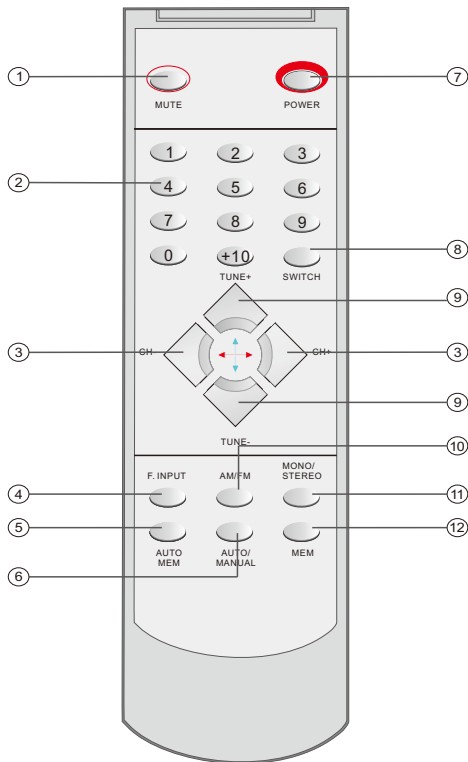 1
7
MUTE
POWER
1 2 3
2
4 5 6
7 8 9
8
0 +10
TUNE+ SWITCH
9
3
CH-
CH+
3
9
TUNE-
10
F. INPUT AM/FM MONO/
STEREO
4
11
5
12
AUTO
MEM
AUTO/
MANUAL
MEM
6